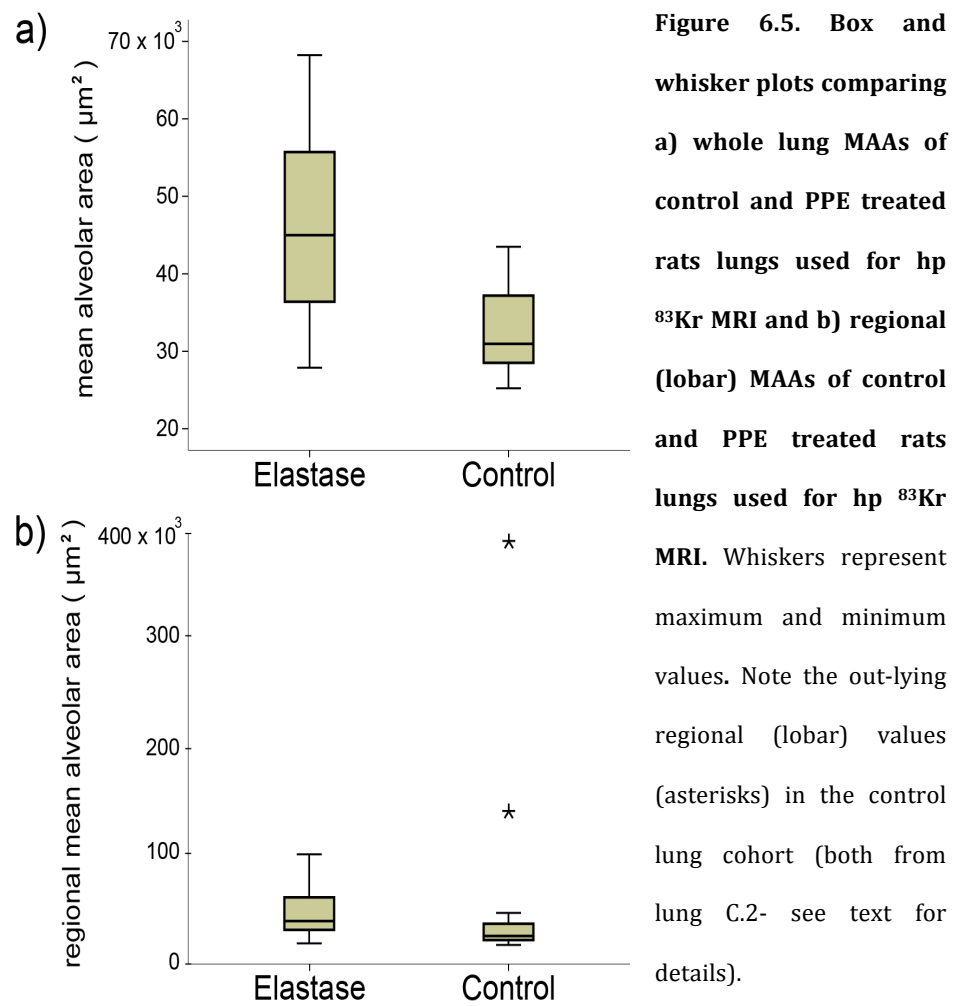 a)
70 x 10³
60
50
40
30
20
mean alveolar area ( µm² )
Elastase
Control
b)
400 x 10³
300
200
100
0
regional mean alveolar area ( µm² )
Elastase
Control
Figure 6.5. Box and
whisker plots comparing
a) whole lung MAAs of
control and PPE treated
rats lungs used for hp
⁸³Kr MRI and b) regional
(lobar) MAAs of control
and PPE treated rats
lungs used for hp ⁸³Kr
MRI. Whiskers represent
maximum and minimum
values. Note the out-lying
regional (lobar) values
(asterisks) in the control
lung cohort (both from
lung C.2- see text for
details).